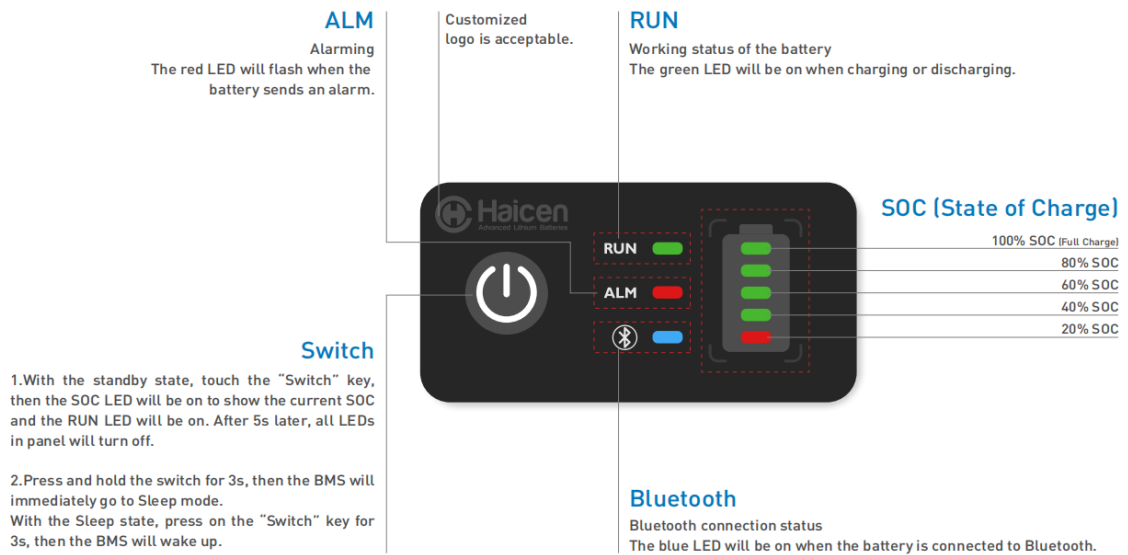 ALM
Alarming
The red LED will flash when the
battery sends an alarm.
Customized
logo is acceptable.
RUN
Working status of the battery
The green LED will be on when charging or discharging.
Haicen
Advanced Lithium Batteries
RUN
ALM
SOC (State of Charge)
100% SOC (Full Charge)
80% SOC
60% SOC
40% SOC
20% SOC
Switch
1.With the standby state, touch the “Switch” key,
then the SOC LED will be on to show the current SOC
and the RUN LED will be on. After 5s later, all LEDs
in panel will turn off.
2.Press and hold the switch for 3s, then the BMS will
immediately go to Sleep mode.
With the Sleep state, press on the “Switch” key for
3s, then the BMS will wake up.
Bluetooth
Bluetooth connection status
The blue LED will be on when the battery is connected to Bluetooth.